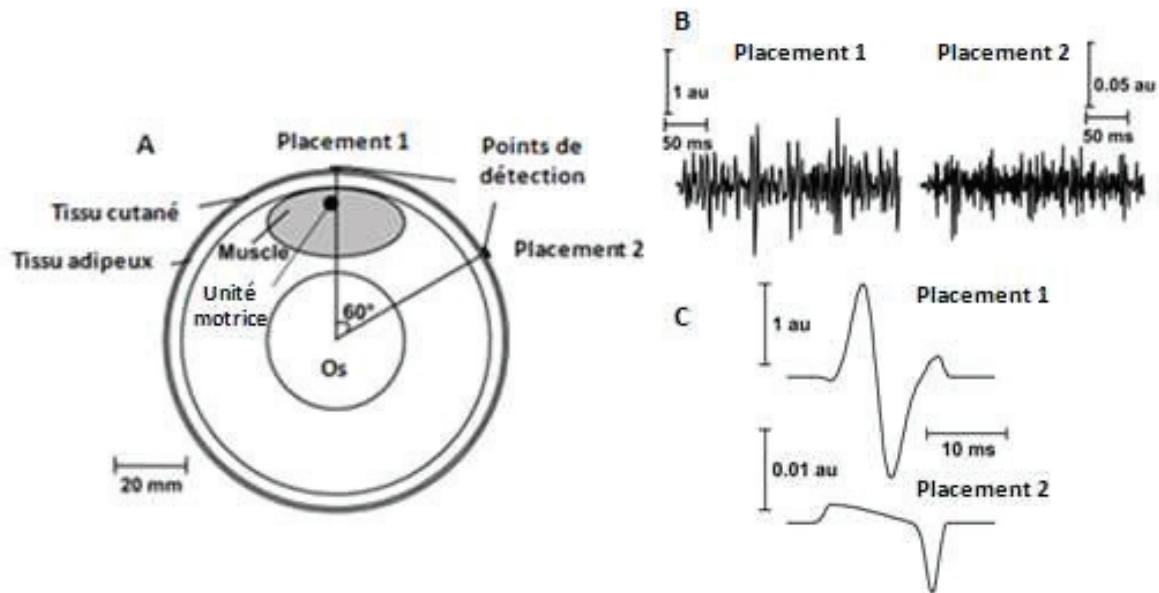 A
Placement 1
Points de
détection
Tissu cutané
Tissu adipeux
Muscle
Placement 2
Unité
motrice
60°
Os
20 mm
B
Placement 1
Placement 2
1 au
0.05 au
50 ms
50 ms
C
Placement 1
1 au
10 ms
0.01 au
Placement 2